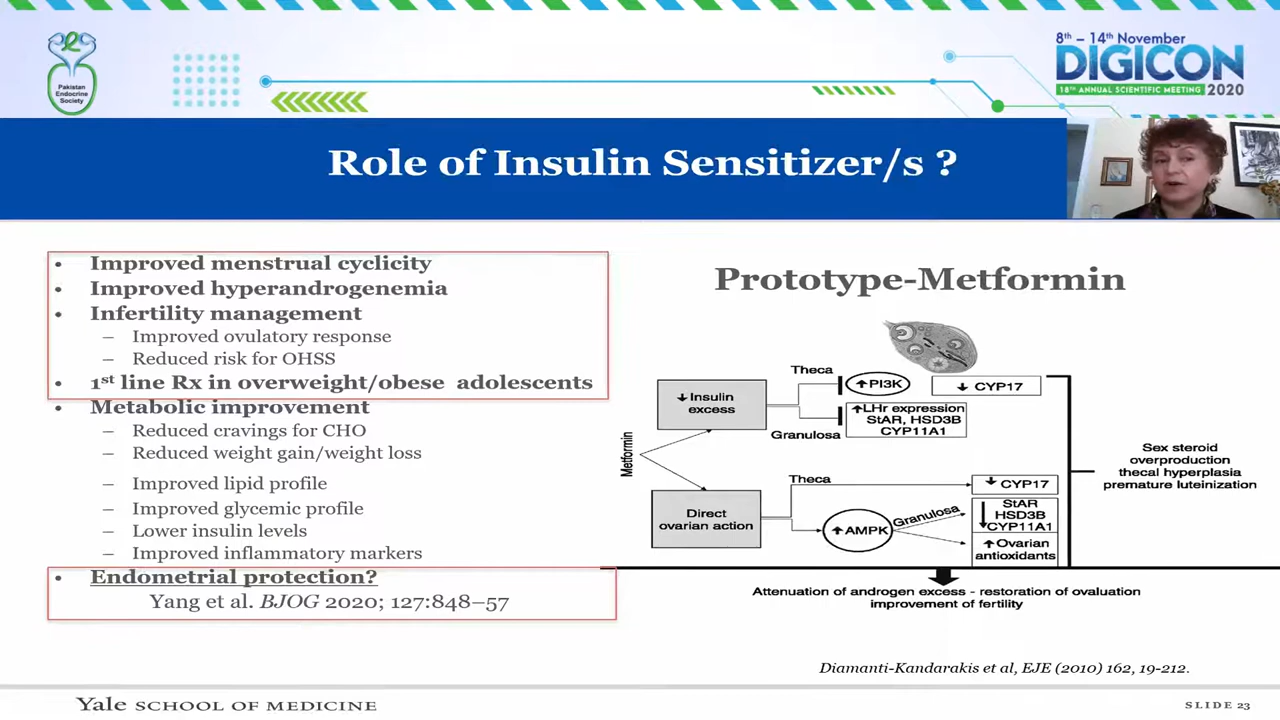 Pakistan
Endocrine
Society
8th – 14th November
DIGICON
18TH ANNUAL SCIENTIFIC MEETING 2020
Role of Insulin Sensitizer/s ?
• Improved menstrual cyclicity
• Improved hyperandrogenemia
• Infertility management
– Improved ovulatory response
– Reduced risk for OHSS
• 1st line Rx in overweight/obese adolescents
• Metabolic improvement
– Reduced cravings for CHO
– Reduced weight gain/weight loss
– Improved lipid profile
– Improved glycemic profile
– Lower insulin levels
– Improved inflammatory markers
• Endometrial protection?
Yang et al. BJOG 2020; 127:848–57
Prototype-Metformin
Metformin
↓ Insulin
excess
Theca
↑PI3K
↓ CYP17
Granulosa
↑LHr expression
StAR, HSD3B
CYP11A1
Direct
ovarian action
Theca
↓ CYP17
↑AMPK
Granulosa
↓ StAR
HSD3B
CYP11A1
↑Ovarian
antioxidants
Sex steroid
overproduction
thecal hyperplasia
premature luteinization
Attenuation of androgen excess - restoration of ovulation
improvement of fertility
Diamanti-Kandarakis et al, EJE (2010) 162, 19-212.
Yale SCHOOL OF MEDICINE
SLIDE 23